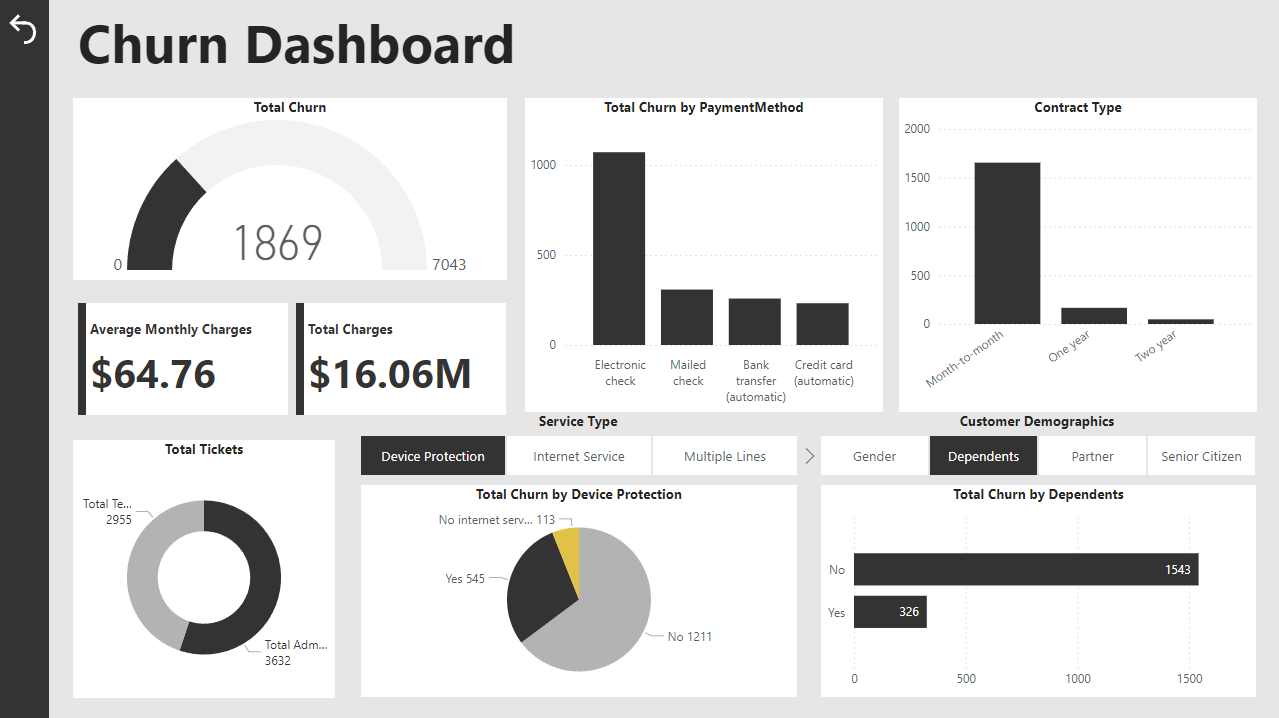 Churn Dashboard
Total Churn
1869
0
7043
Total Churn by PaymentMethod
1000
500
0
Electronic
check
Mailed
check
Bank
transfer
(automatic)
Credit card
(automatic)
Contract Type
2000
1500
1000
500
0
Month-to-month
One year
Two year
Average Monthly Charges
$64.76
Total Charges
$16.06M
Total Tickets
Total Te...
2955
Total Adm...
3632
Service Type
Device Protection
Internet Service
Multiple Lines
Total Churn by Device Protection
No internet serv... 113
Yes 545
No 1211
Customer Demographics
Gender
Dependents
Partner
Senior Citizen
Total Churn by Dependents
No
1543
Yes
326
0
500
1000
1500